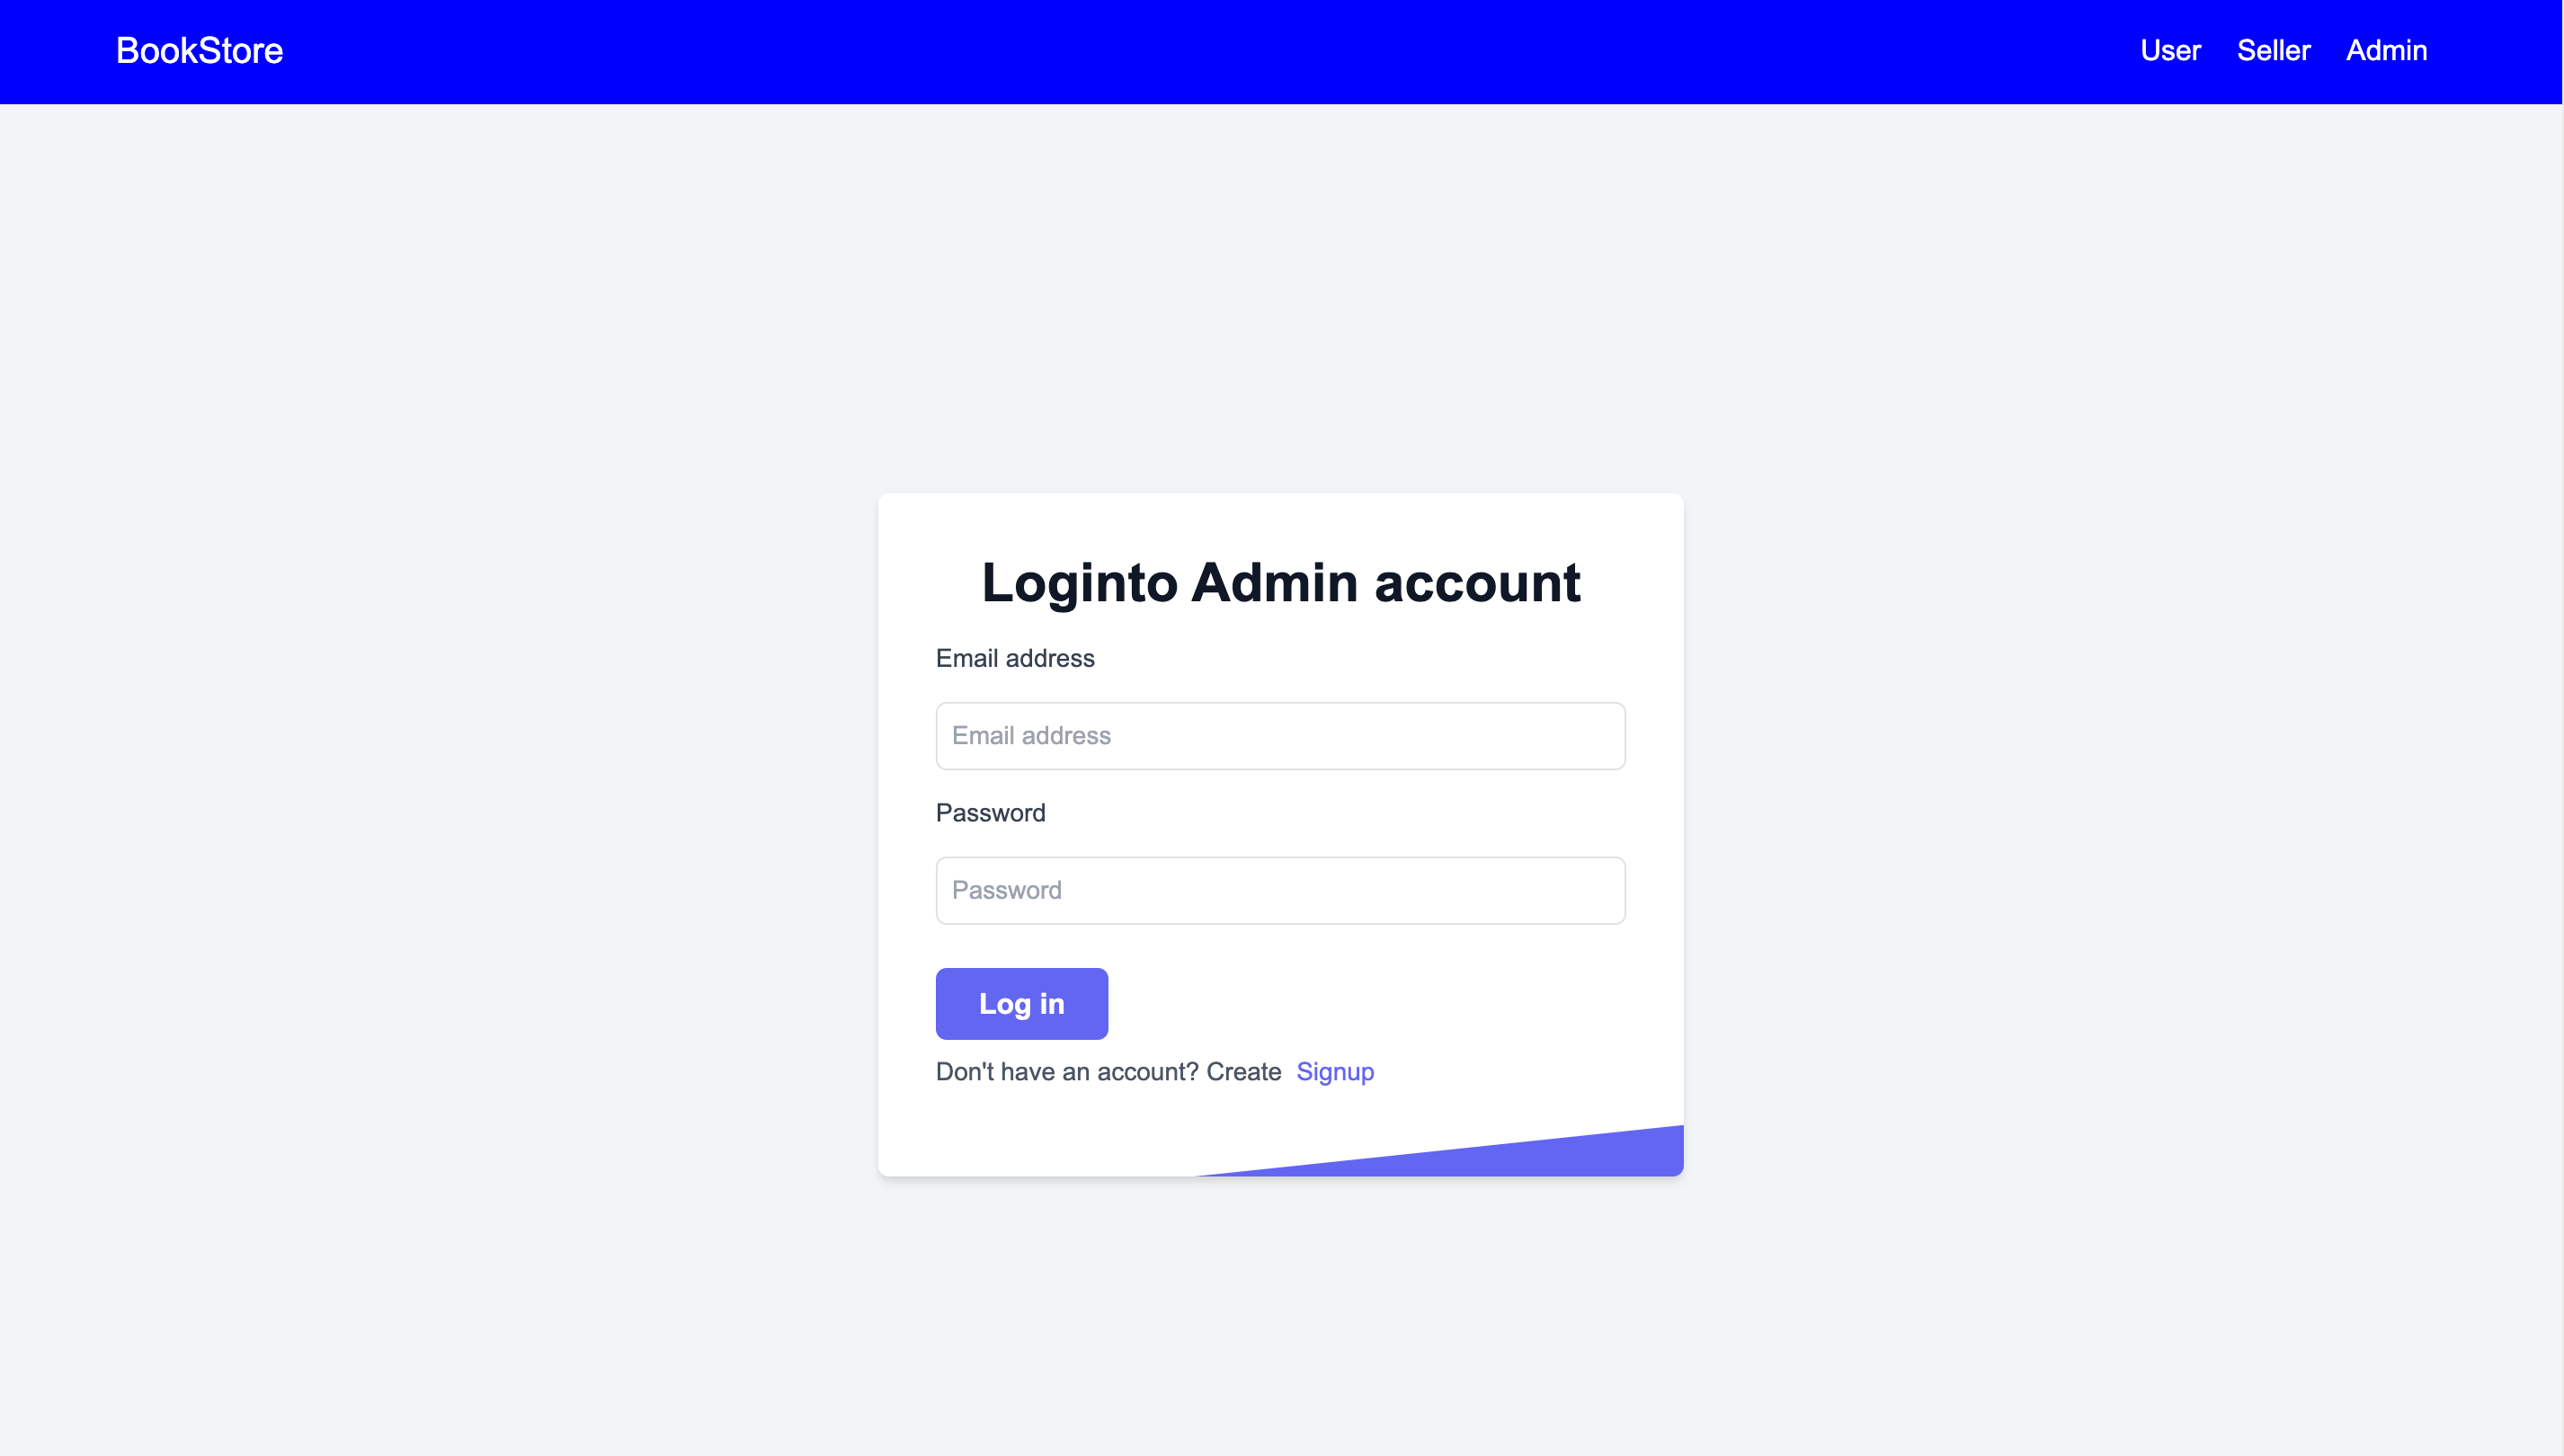 BookStore
User Seller Admin
Loginto Admin account
Email address
Email address
Password
Password
Log in
Don't have an account? Create Signup